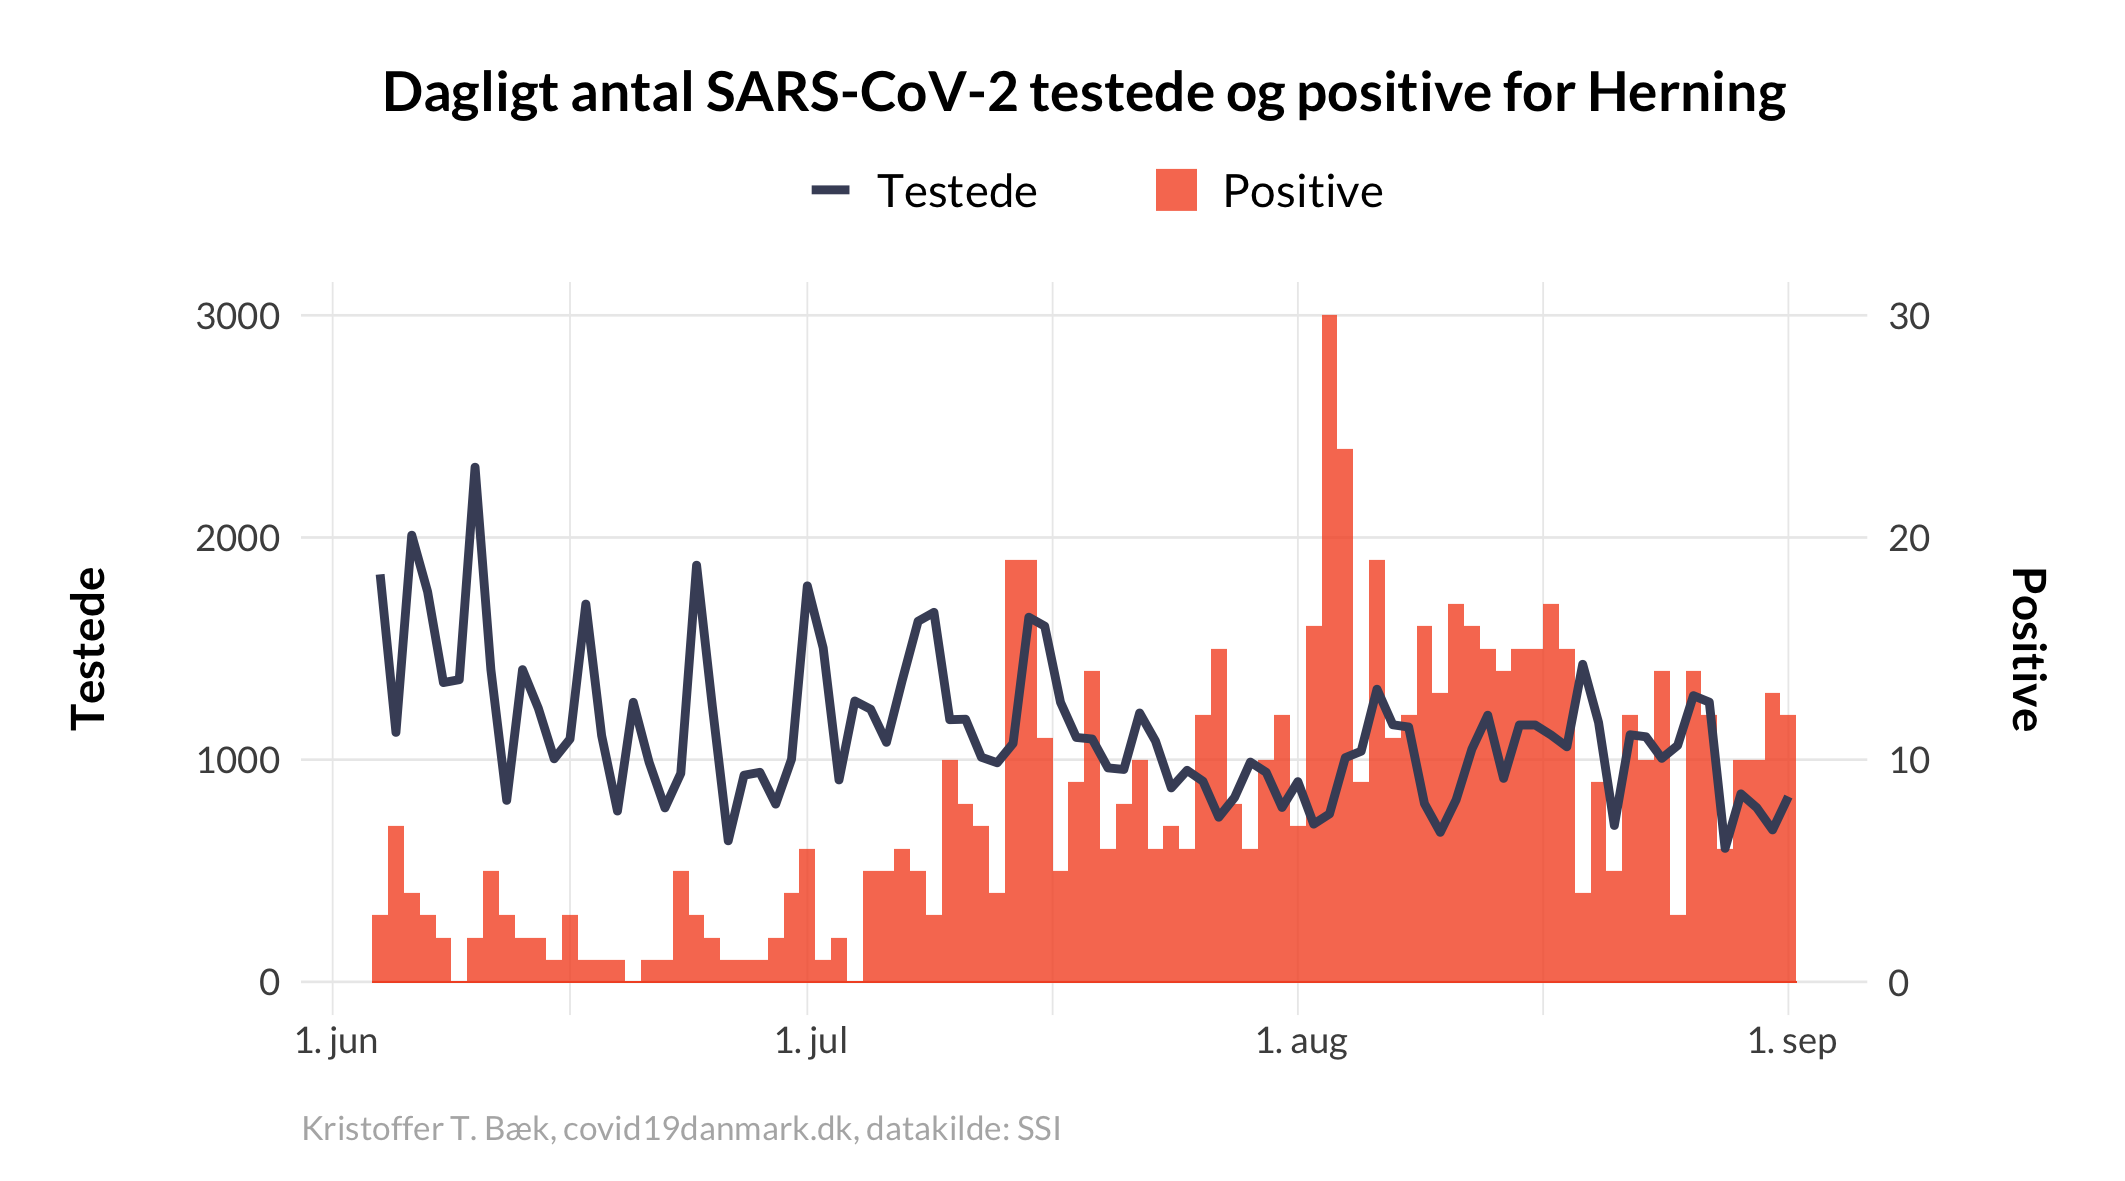 Dagligt antal SARS-CoV-2 testede og positive for Herning
Testede Positive
3000 30
2000 20
1000 10
0 0
Testede
Positive
1. jun 1. jul 1. aug 1. sep
Kristoffer T. Bæk, covid19danmark.dk, datakilde: SSI